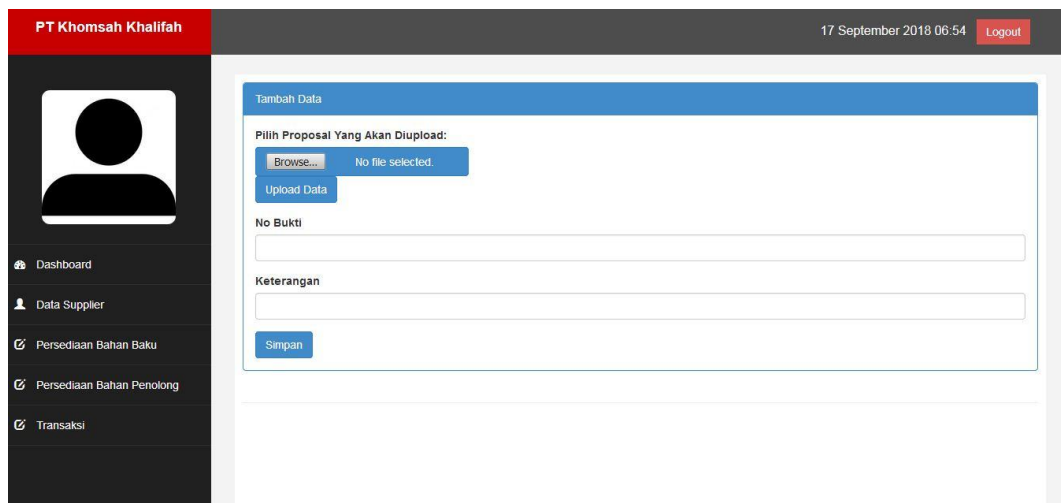 PT Khomsah Khalifah
17 September 2018 06:54 Logout
Tambah Data
Pilih Proposal Yang Akan Diupload:
Browse... No file selected.
Upload Data
No Bukti
Keterangan
Simpan
Dashboard
Data Supplier
Persediaan Bahan Baku
Persediaan Bahan Penolong
Transaksi